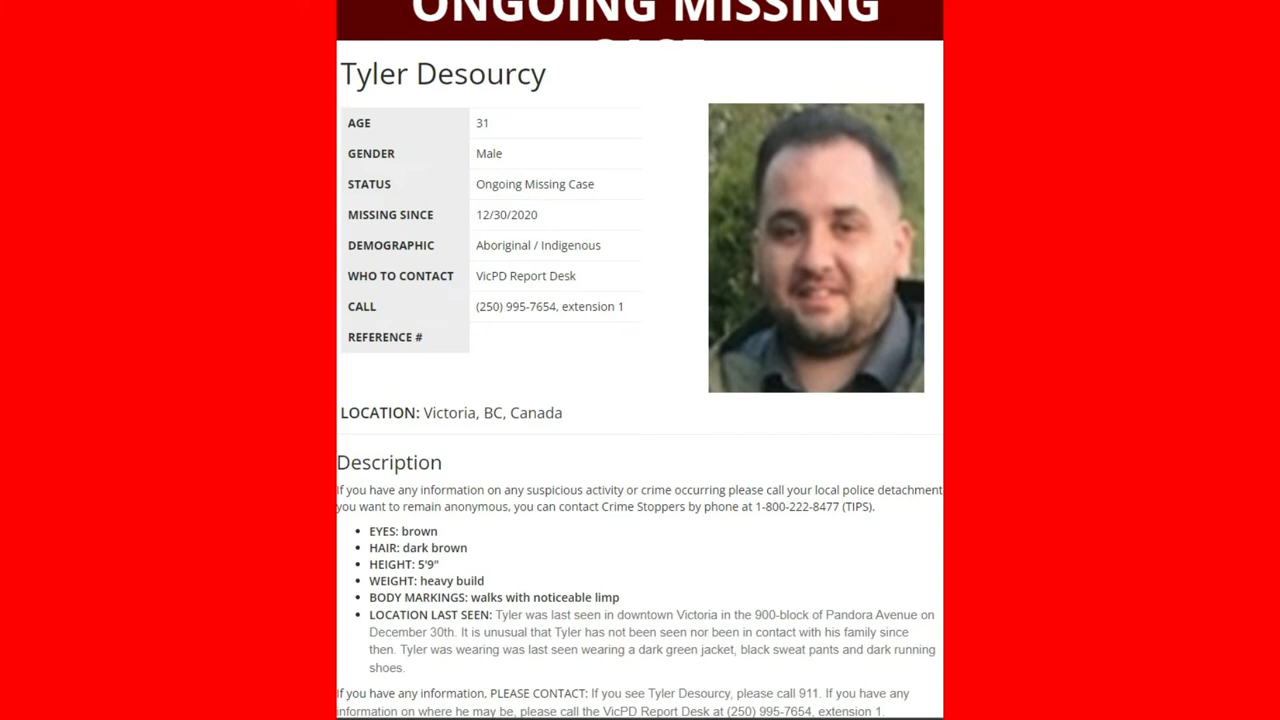 ONGOING MISSING
Tyler Desourcy
AGE 31
GENDER Male
STATUS Ongoing Missing Case
MISSING SINCE 12/30/2020
DEMOGRAPHIC Aboriginal / Indigenous
WHO TO CONTACT VicPD Report Desk
CALL (250) 995-7654, extension 1
REFERENCE #
LOCATION: Victoria, BC, Canada
Description
If you have any information on any suspicious activity or crime occurring please call your local police detachment
you want to remain anonymous, you can contact Crime Stoppers by phone at 1-800-222-8477 (TIPS).
• EYES: brown
• HAIR: dark brown
• HEIGHT: 5'9"
• WEIGHT: heavy build
• BODY MARKINGS: walks with noticeable limp
• LOCATION LAST SEEN: Tyler was last seen in downtown Victoria in the 900-block of Pandora Avenue on
December 30th. It is unusual that Tyler has not been seen nor been in contact with his family since
then. Tyler was wearing was last seen wearing a dark green jacket, black sweat pants and dark running
shoes.
If you have any information, PLEASE CONTACT: If you see Tyler Desourcy, please call 911. If you have any
information on where he may be, please call the VicPD Report Desk at (250) 995-7654, extension 1.